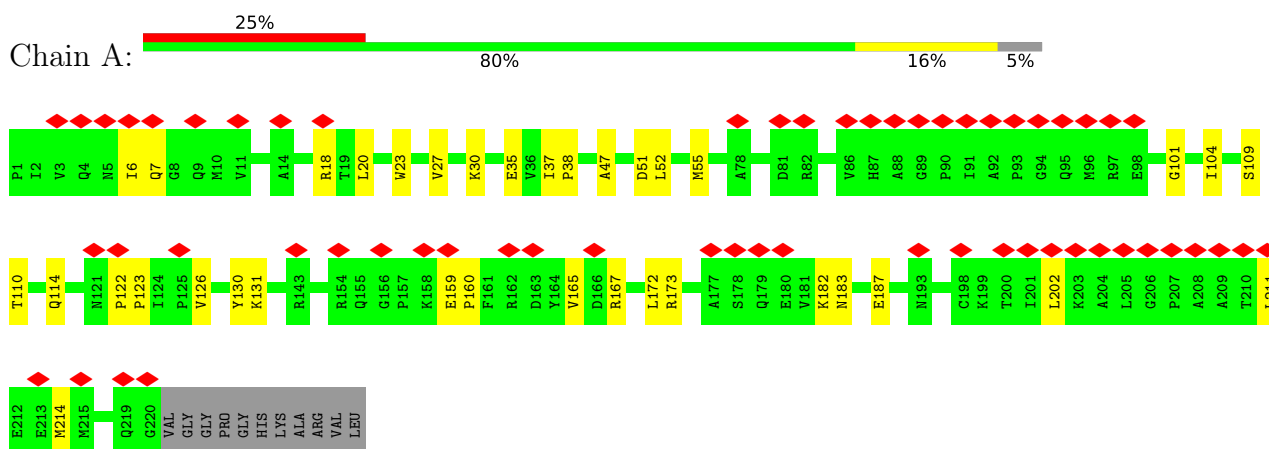 25%
Chain A:
80% 16% 5%
P1 I2 V3 Q4 N5 I6 Q7 G8 Q9 M10 V11 A14 R18 T19 L20 W23 V27 K30 E35 V36 I37 P38 A47 D51 L52 M55 A78 D81 R82 V86 H87 A88 G89 P90 I91 A92 P93 G94 Q95 M96 R97 E98 G101 I104 S109
T110 Q114 N121 P122 P123 I124 P125 V126 Y130 K131 R143 R154 Q155 G156 P157 K158 E159 P160 F161 R162 D163 Y164 V165 D166 R167 L172 R173 A177 S178 Q179 E180 V181 K182 N183 E187 N193 C198 K199 T200 I201 L202 K203 A204 L205 G206 P207 A208 A209 T210
E212 E213 M214 M215 Q219 G220 VAL GLY GLY PRO GLY HIS LYS ALA ARG VAL LEU